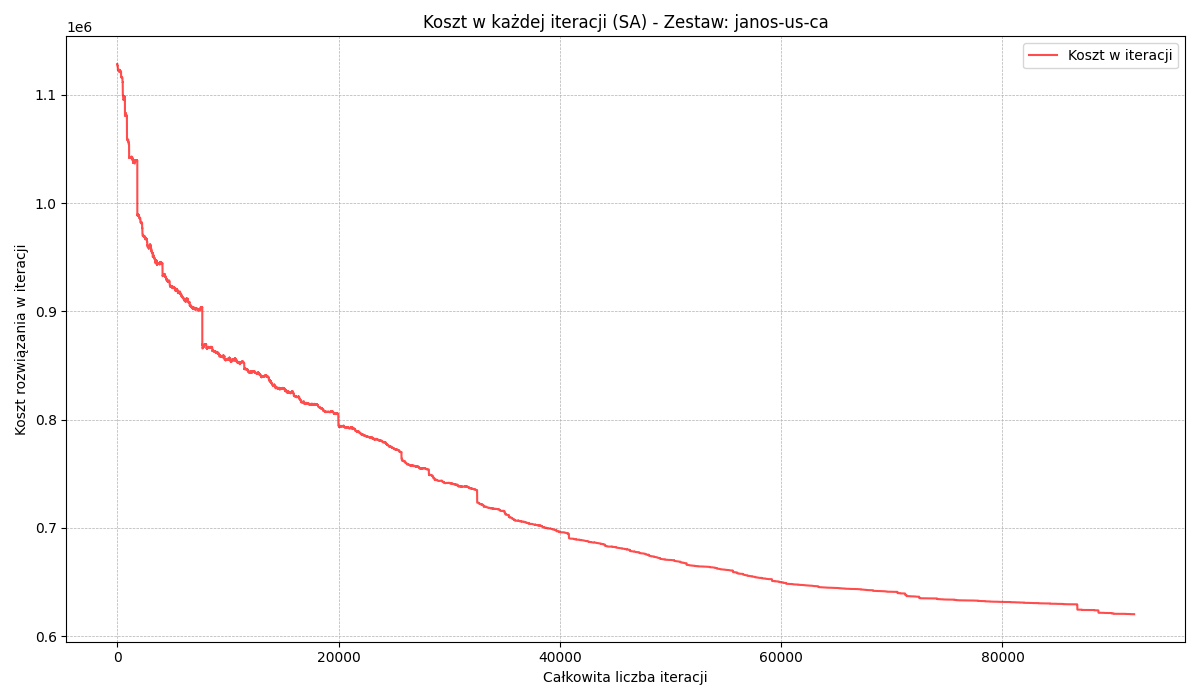 Koszt w każdej iteracji (SA) - Zestaw: janos-us-ca
1e6
Koszt w iteracji
1.1
1.0
0.9
0.8
0.7
0.6
Koszt rozwiązania w iteracji
0
20000
40000
60000
80000
Całkowita liczba iteracji